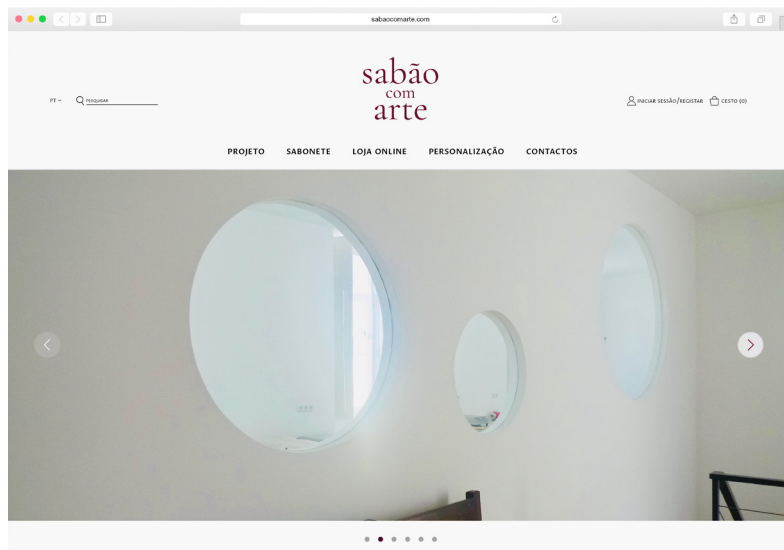 sabaocomarte.com
sabão
com
arte
PT
PESQUISAR
INICIAR SESSÃO/REGISTAR
CESTO (0)
PROJETO SABONETE LOJA ONLINE PERSONALIZAÇÃO CONTACTOS